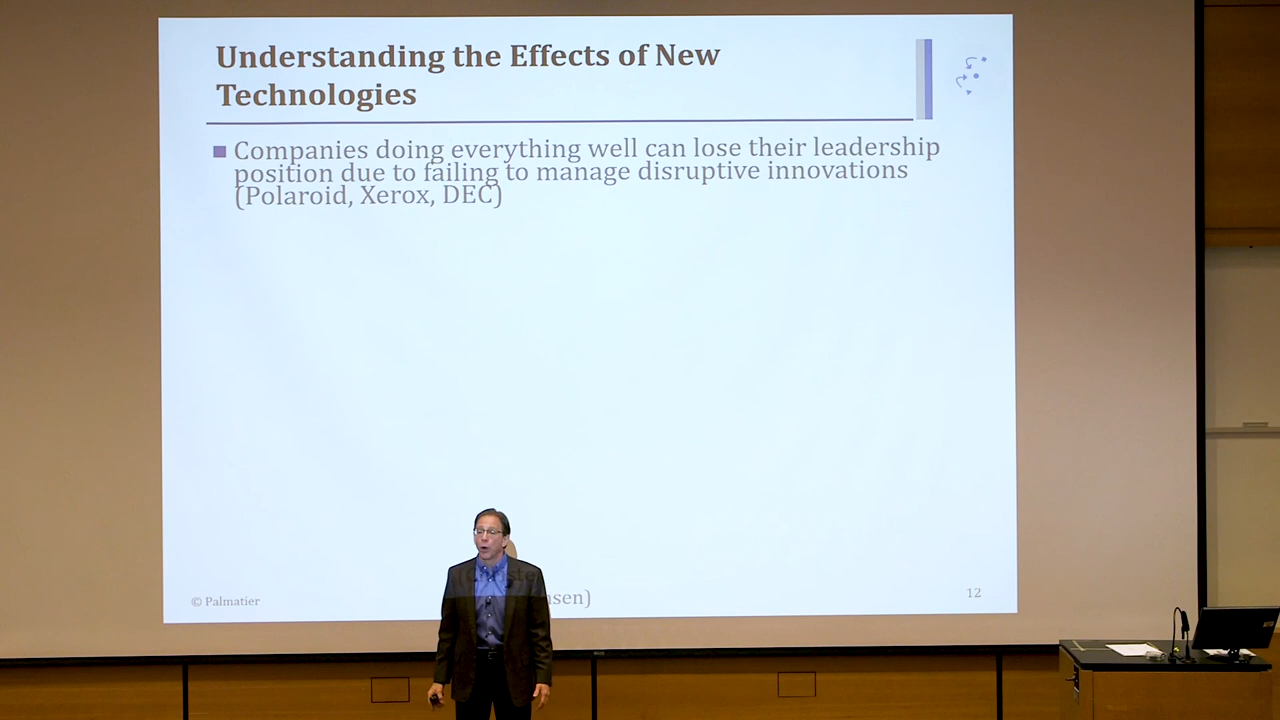 Understanding the Effects of New
Technologies
Companies doing everything well can lose their leadership
position due to failing to manage disruptive innovations
(Polaroid, Xerox, DEC)
© Palmatier
12